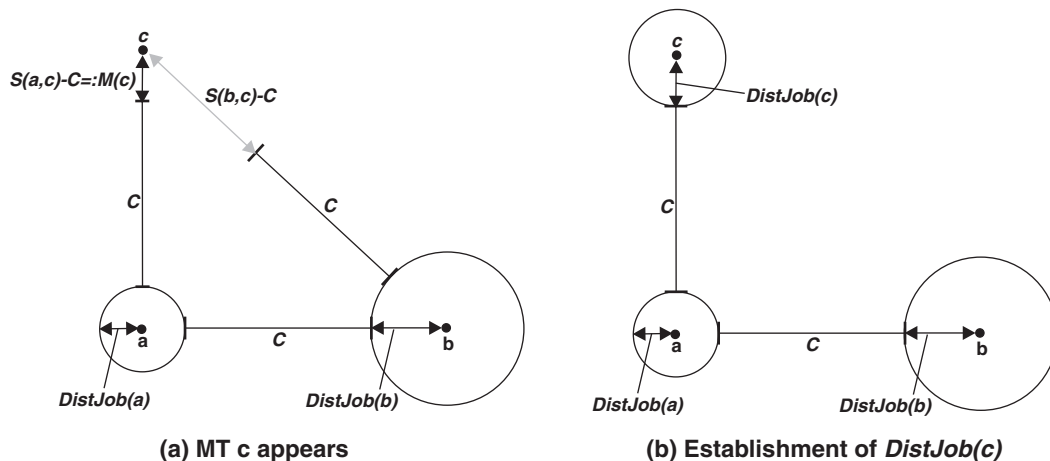 c
S(a,c)-C=:M(c)
S(b,c)-C
C
C
a
C
b
DistJob(a)
DistJob(b)
(a) MT c appears
c
DistJob(c)
C
a
C
b
DistJob(a)
DistJob(b)
(b) Establishment of DistJob(c)